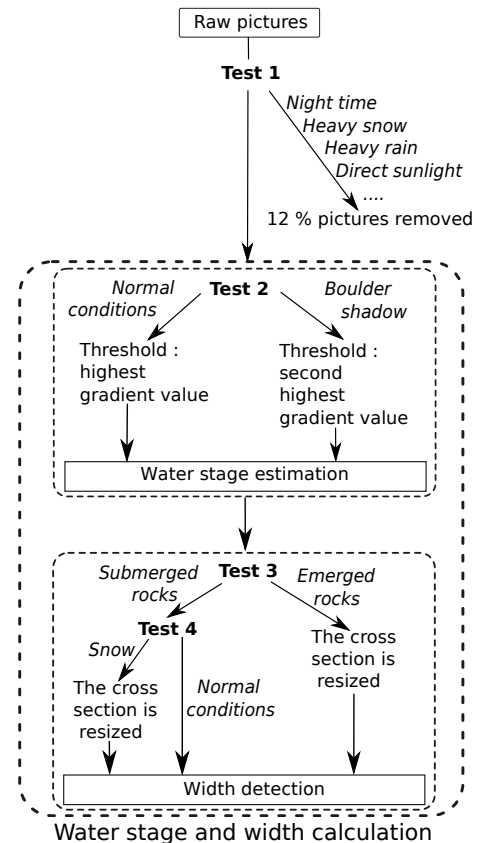 Raw pictures
Test 1
Night time
Heavy snow
Heavy rain
Direct sunlight
....
12 % pictures removed
Test 2
Normal
conditions
Boulder
shadow
Threshold :
highest
gradient value
Threshold :
second
highest
gradient value
Water stage estimation
Test 3
Submerged
rocks
Emerged
rocks
Test 4
Snow
The cross
section is
resized
Normal
conditions
The cross
section is
resized
Width detection
Water stage and width calculation